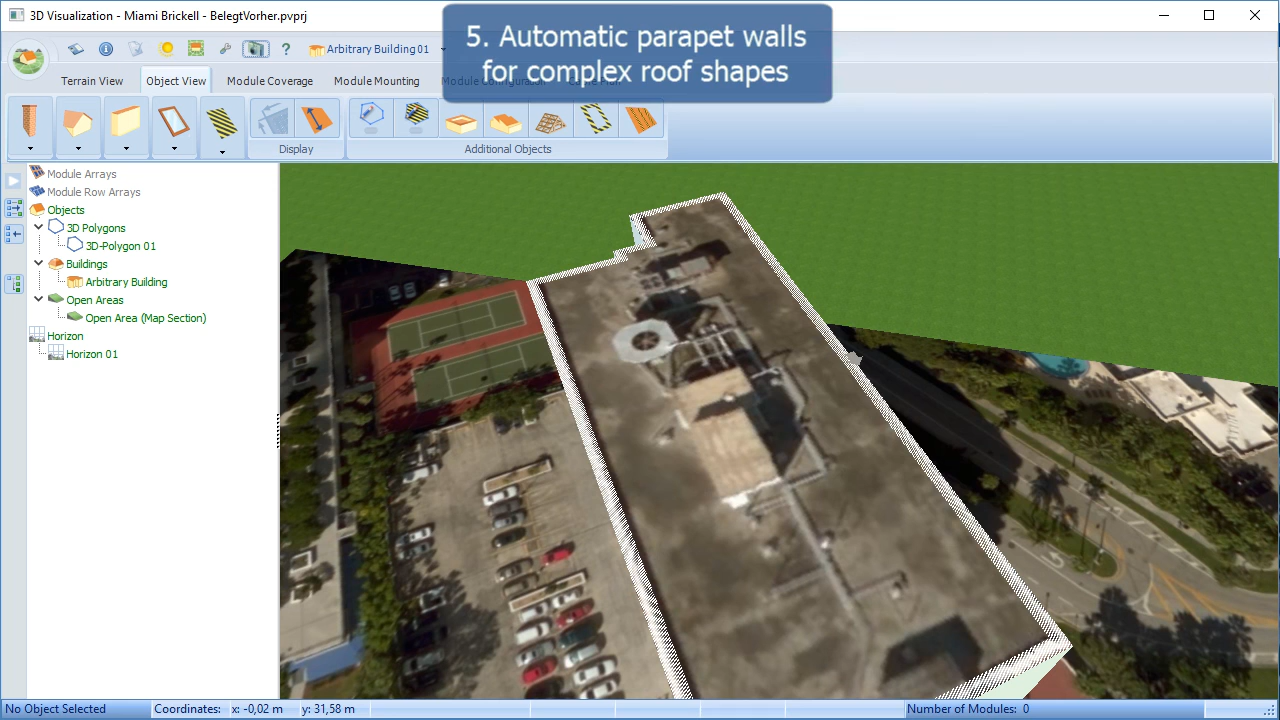 3D Visualization - Miami Brickell - BelegtVorher.pvprj
5. Automatic parapet walls
for complex roof shapes
Arbitrary Building 01
Terrain View
Object View
Module Coverage
Module Mounting
Display
Additional Objects
Module Arrays
Module Row Arrays
Objects
3D Polygons
3D-Polygon 01
Buildings
Arbitrary Building
Open Areas
Open Area (Map Section)
Horizon
Horizon 01
No Object Selected
Coordinates: x: -0,02 m y: 31,58 m
Number of Modules: 0